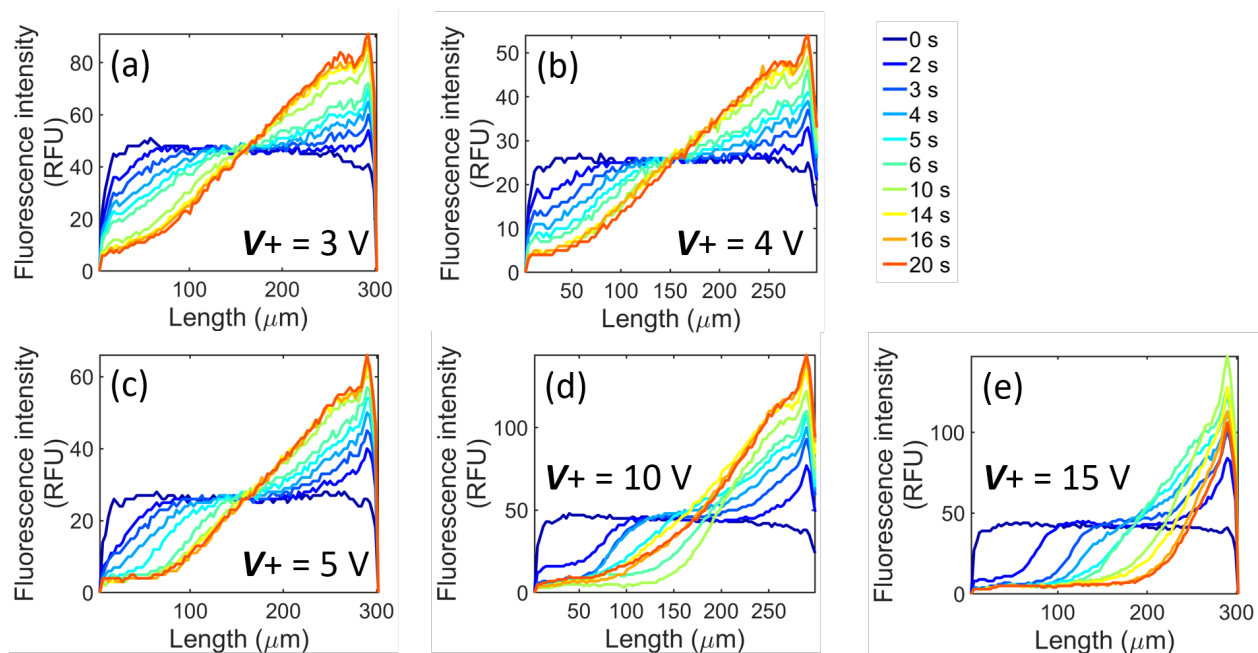 (a)
Fluorescence intensity
(RFU)
80
60
40
20
0
100
200
300
Length (μm)
V+ = 3 V
(b)
Fluorescence intensity
(RFU)
50
40
30
20
10
0
50
100
150
200
250
Length (μm)
V+ = 4 V
0 s
2 s
3 s
4 s
5 s
6 s
10 s
14 s
16 s
20 s
(c)
Fluorescence intensity
(RFU)
60
40
20
0
100
200
300
Length (μm)
V+ = 5 V
(d)
Fluorescence intensity
(RFU)
100
50
0
50
100
150
200
250
Length (μm)
V+ = 10 V
(e)
Fluorescence intensity
(RFU)
100
50
0
100
200
300
Length (μm)
V+ = 15 V